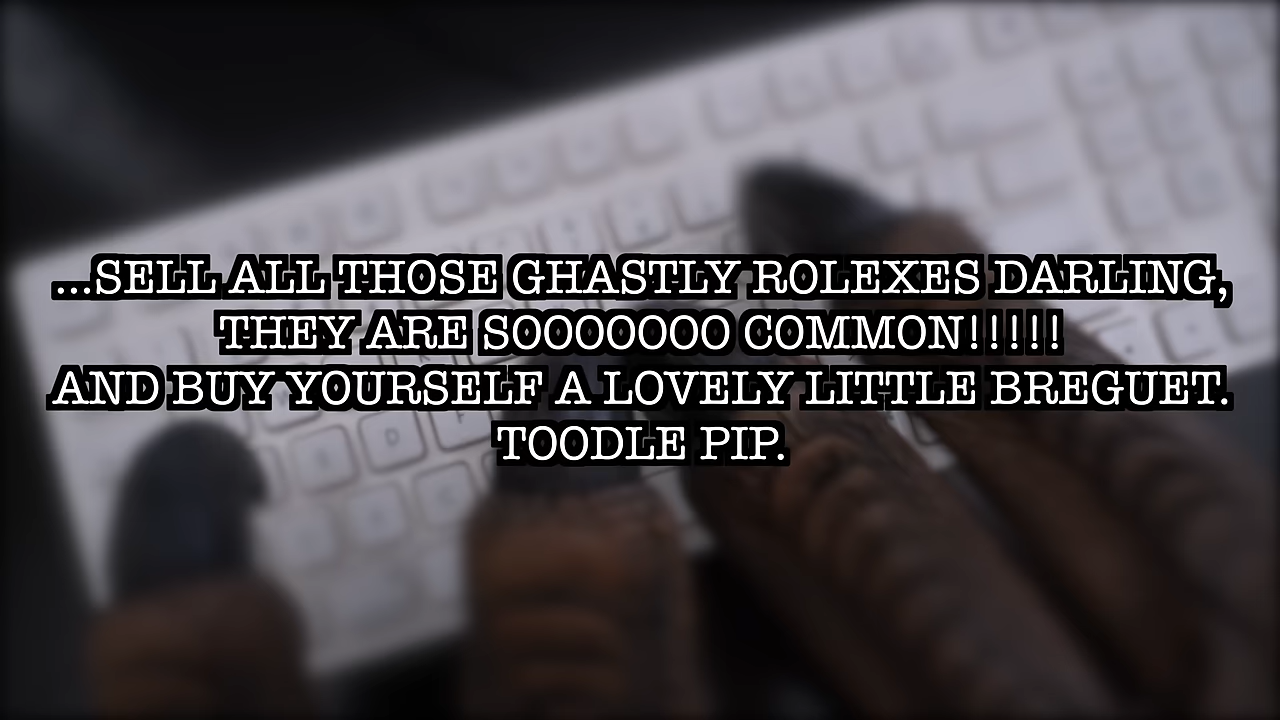 ...SELL ALL THOSE GHASTLY ROLEXES DARLING,
THEY ARE SOOOOOOO COMMON!!!!!
AND BUY YOURSELF A LOVELY LITTLE BREGUET.
TOODLE PIP.